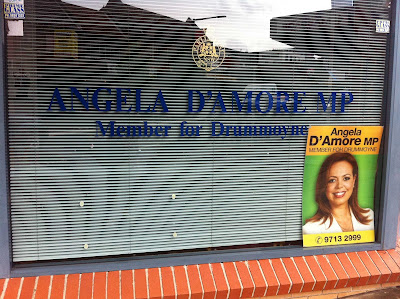 ANGELA D'AMORE MP
Member for Drummoyne
Angela
D'Amore MP
MEMBER FOR DRUMMOYNE
9713 2999